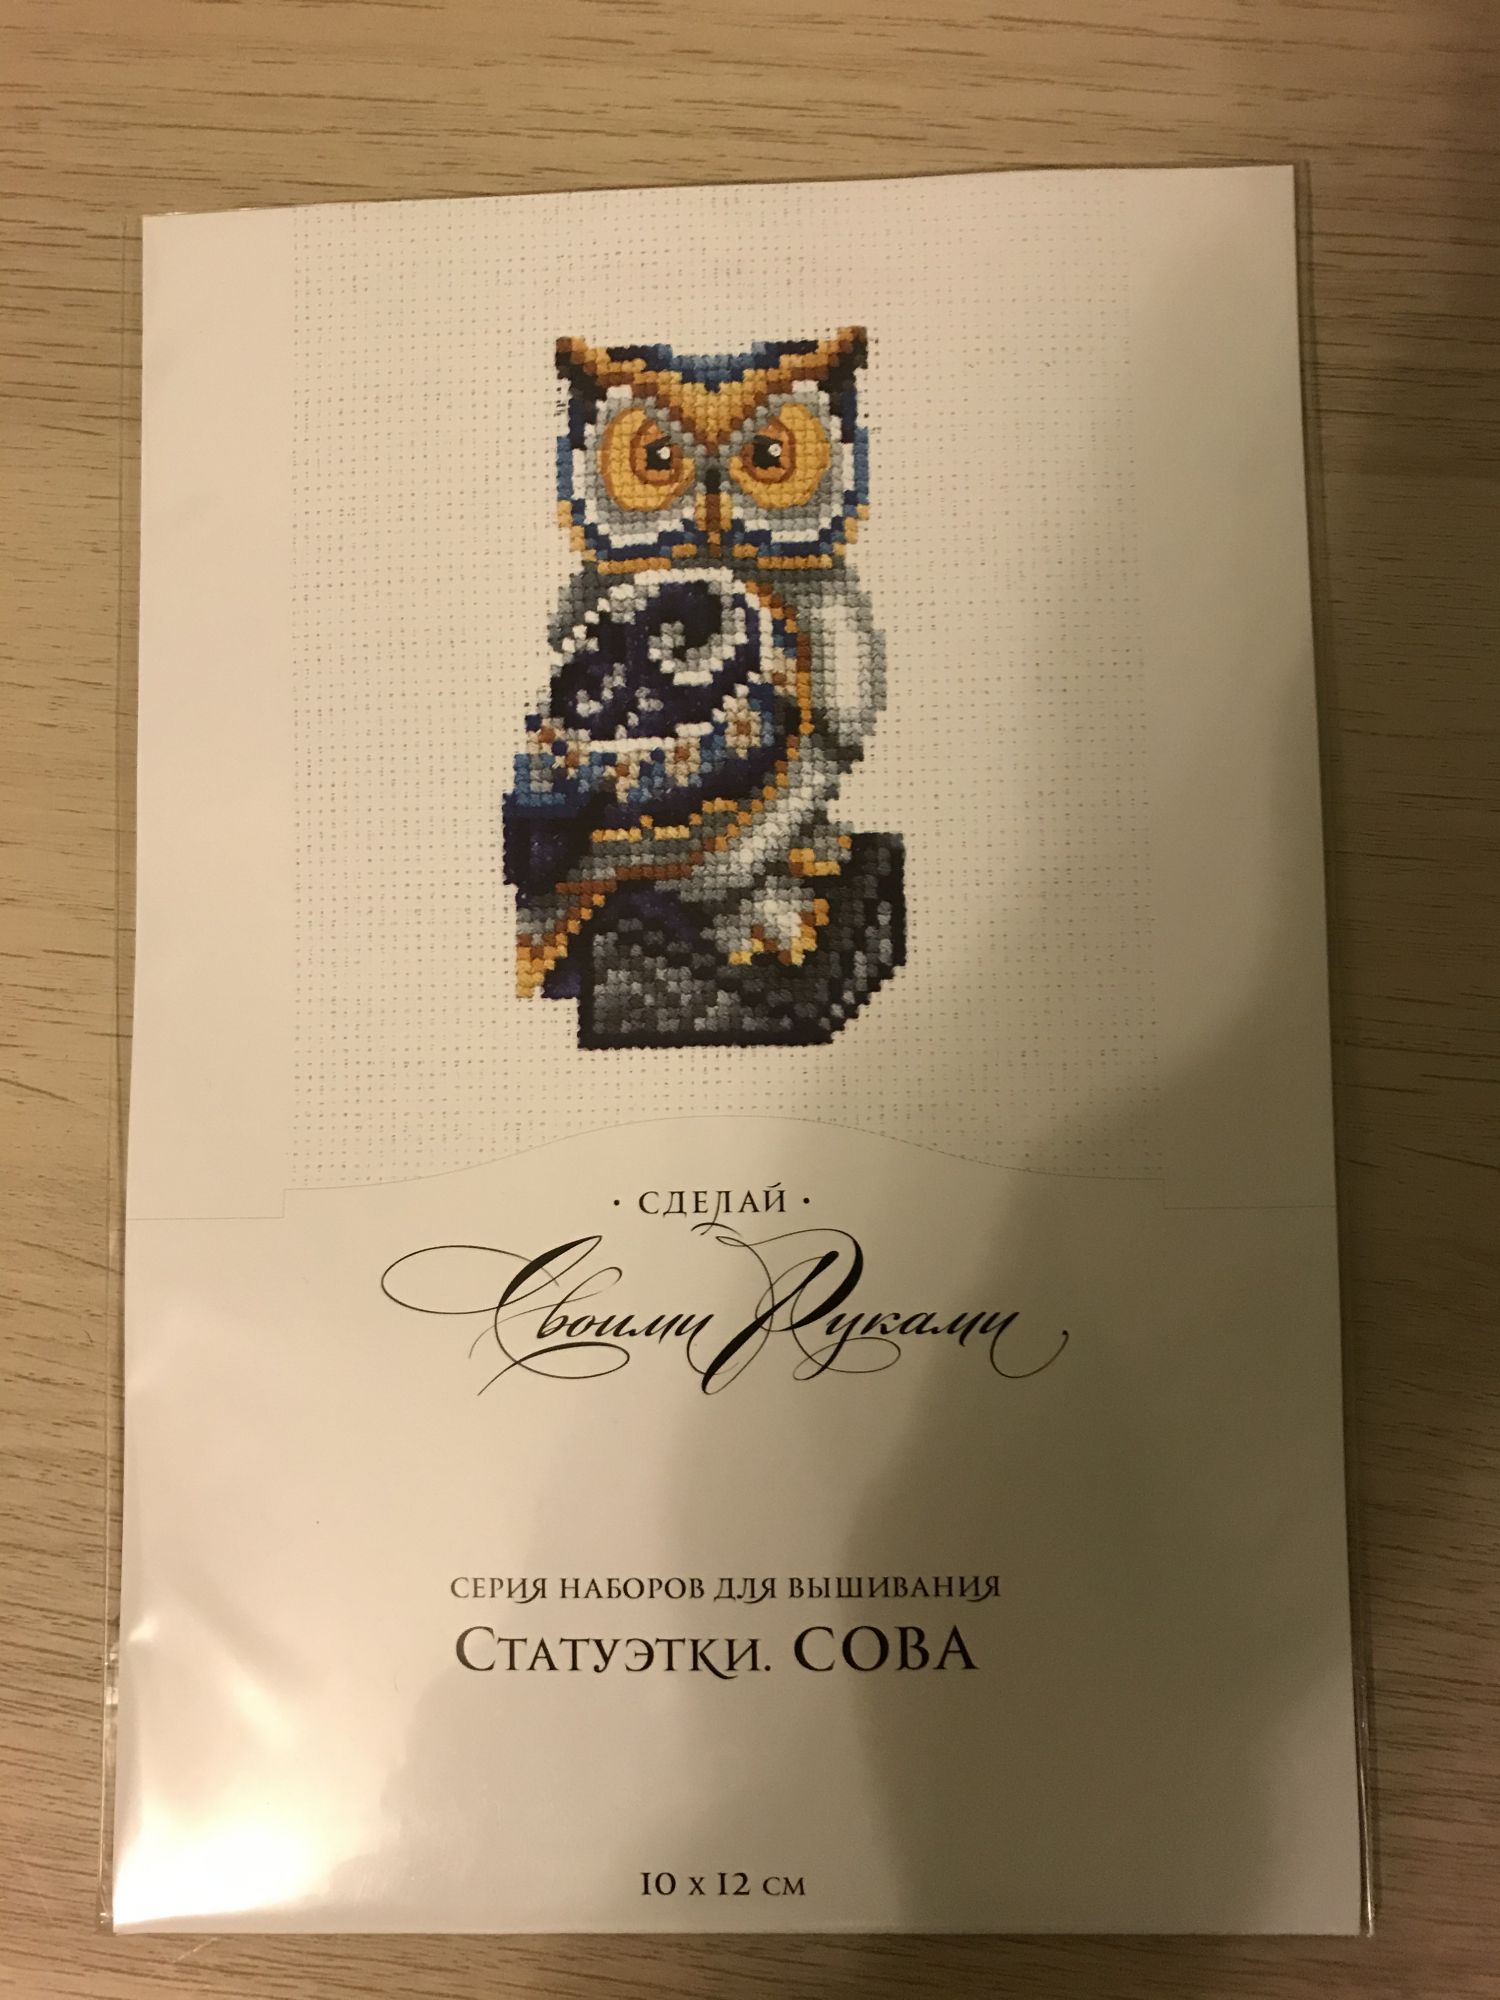 · СДЕЛАЙ ·
Своими Руками
СЕРИЯ НАБОРОВ ДЛЯ ВЫШИВАНИЯ
СТАТУЭТКИ. СОВА
10 х 12 см